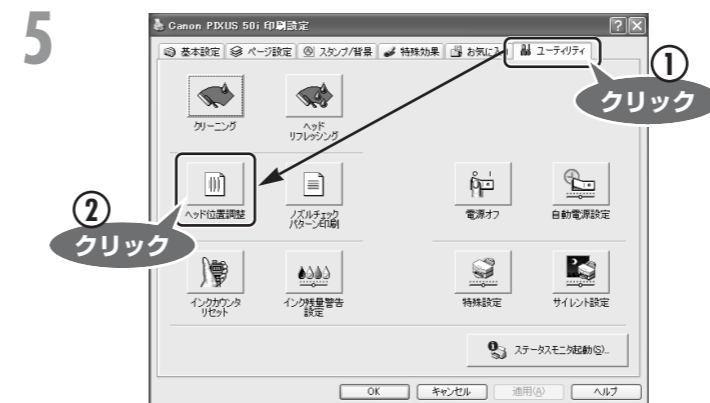 5
Canon PIXUS 50i 印刷設定
基本設定 ページ設定 スタンプ/背景 特殊効果 お気に入り ユーティリティ
① クリック
クリーニング
ヘッド
リフレッシング
② クリック
ヘッド位置調整
ノズルチェック
パターン印刷
電源オフ
自動電源設定
インクカウンタ
リセット
インク残量警告
設定
特殊設定
サイレント設定
ステータスモニタ起動(S)...
OK キャンセル 適用(A) ヘルプ